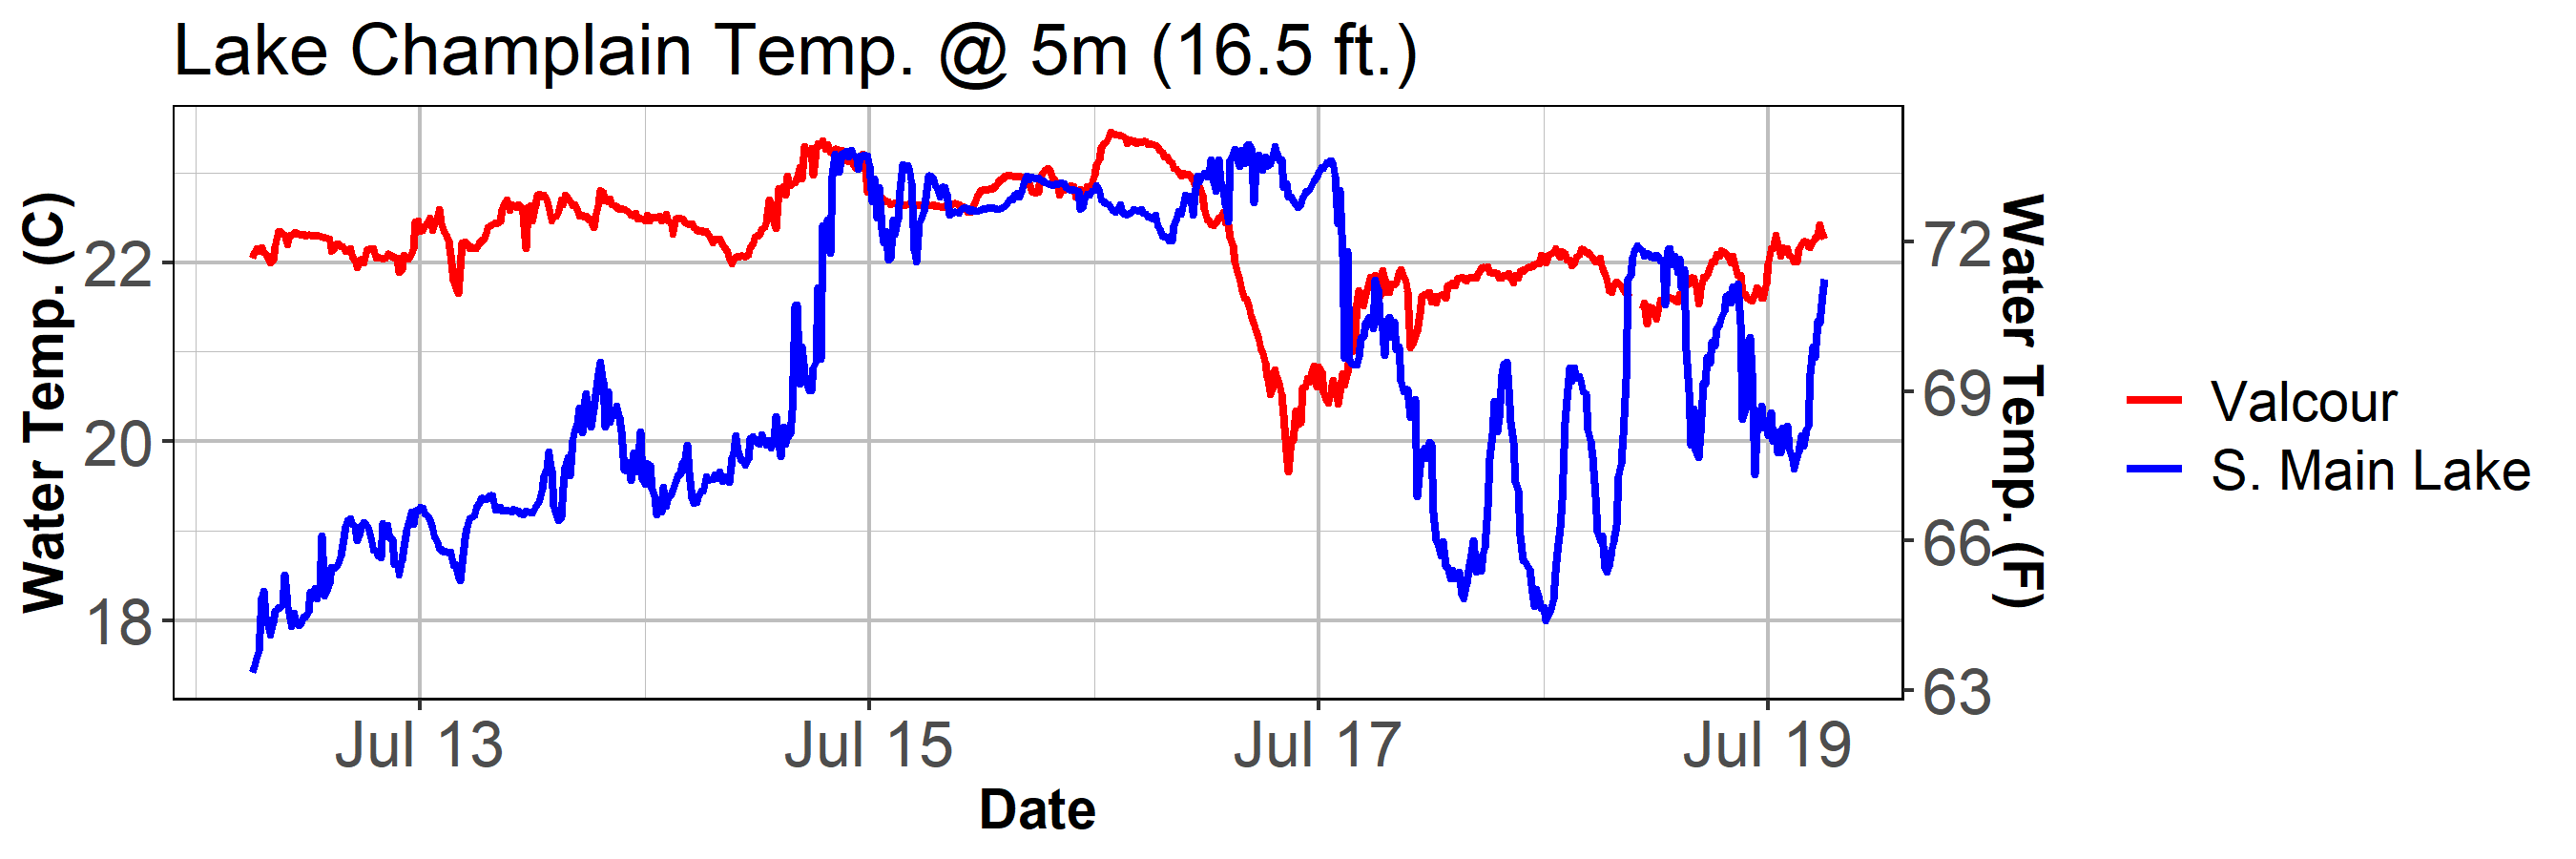 Lake Champlain Temp. @ 5m (16.5 ft.)
Water Temp. (C)
22
20
18
72
69
66
63
Water Temp. (F)
Jul 13
Jul 15
Jul 17
Jul 19
Date
Valcour
S. Main Lake